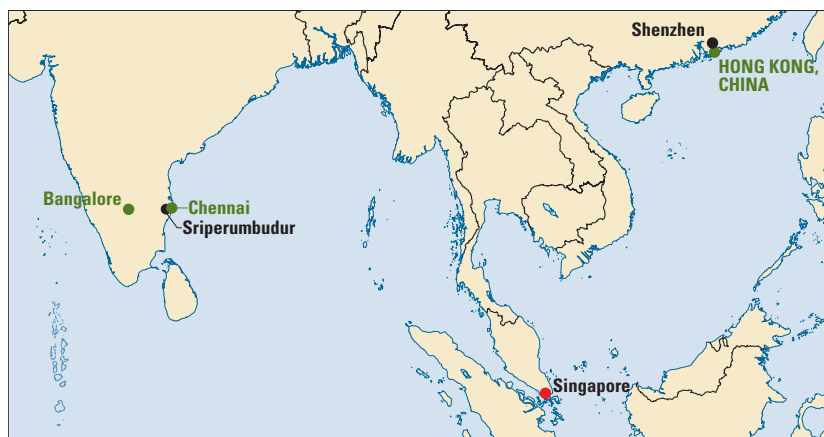 Shenzhen
HONG KONG,
CHINA
Bangalore
Chennai
Sriperumbudur
Singapore